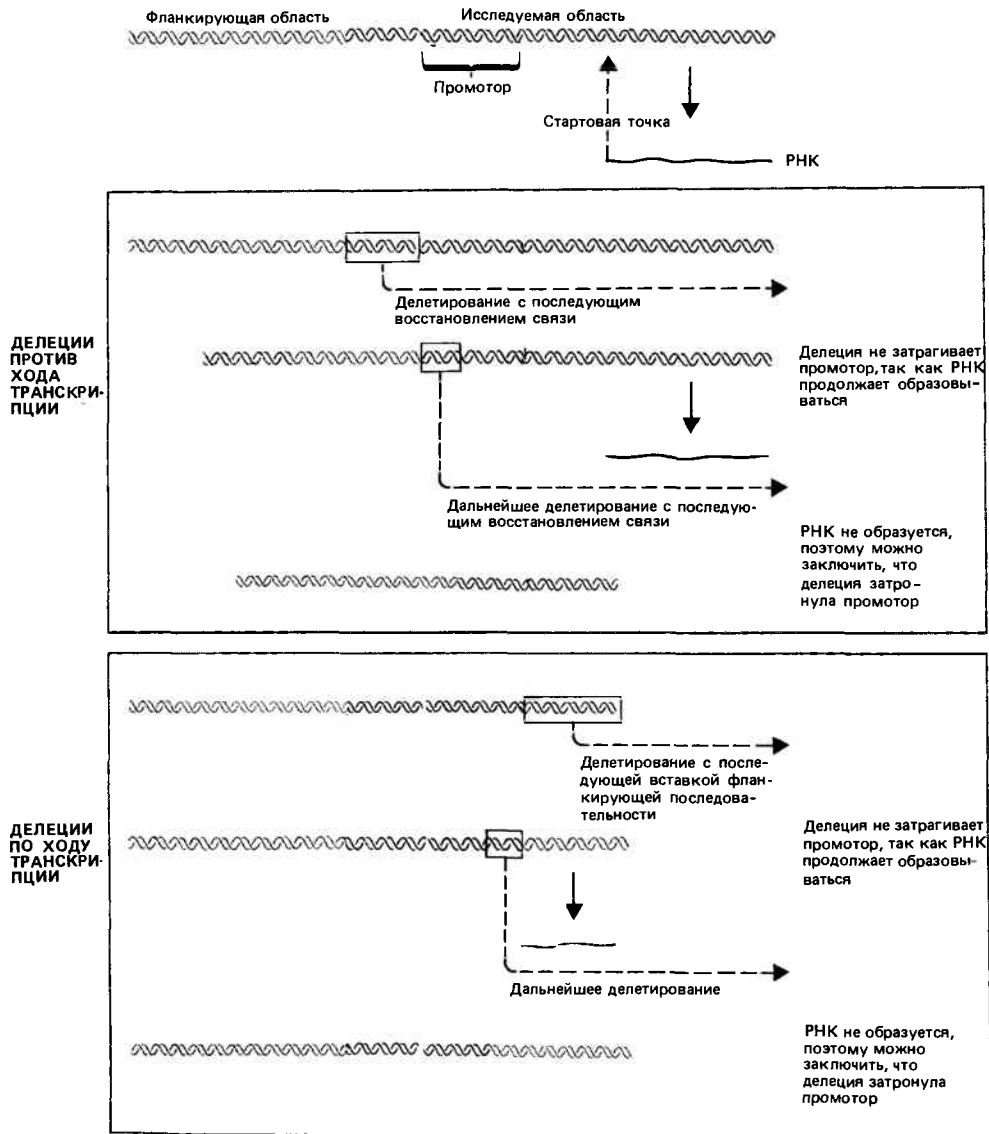 Фланкирующая область
Исследуемая область
Промотор
Стартовая точка
РНК
ДЕЛЕЦИИ
ПРОТИВ
ХОДА
ТРАНСКРИ-
ПЦИИ
Делетирование с последующим
восстановлением связи
Делеция не затрагивает
промотор, так как РНК
продолжает образовы-
ваться
Дальнейшее делетирование с последую-
щим восстановлением связи
РНК не образуется,
поэтому можно
заключить, что
делеция затро-
нула промотор
ДЕЛЕЦИИ
ПО ХОДУ
ТРАНСКРИ-
ПЦИИ
Делетирование с после-
дующей вставкой флан-
кирующей последова-
тельности
Делеция не затрагивает
промотор, так как РНК
продолжает образовы-
ваться
Дальнейшее делетирование
РНК не образуется,
поэтому можно
заключить, что
делеция затронула
промотор